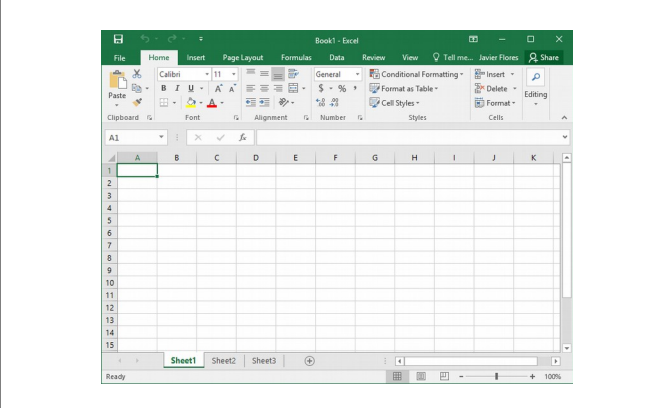 Book1 - Excel
File Home Insert Page Layout Formulas Data Review View Tell me... Javier Flores Share
Calibri 11 General Conditional Formatting Insert
Paste B I U A A $ % , Format as Table Delete Editing
A Cell Styles Format
Clipboard Font Alignment Number Styles Cells
A1 fx
A B C D E F G H I J K
1
2
3
4
5
6
7
8
9
10
11
12
13
14
15
Sheet1 Sheet2 Sheet3
Ready 100%